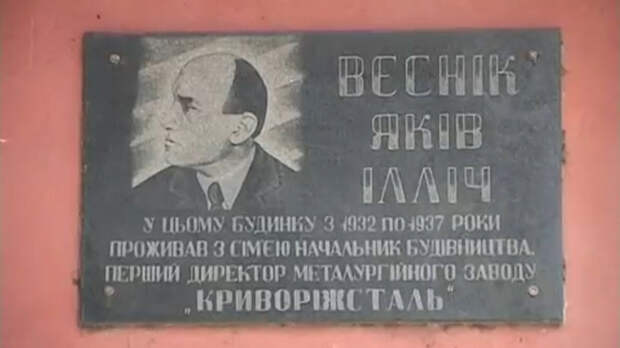 ВЕСНІК
ЯКІВ
ІЛЛІЧ
У ЦЬОМУ БУДИНКУ З 1932 ПО 1937 РОКИ
ПРОЖИВАВ З СІМ'ЄЮ НАЧАЛЬНИК БУДІВНИЦТВА,
ПЕРШИЙ ДИРЕКТОР МЕТАЛУРГІЙНОГО ЗАВОДУ
„КРИВОРІЖСТАЛЬ"